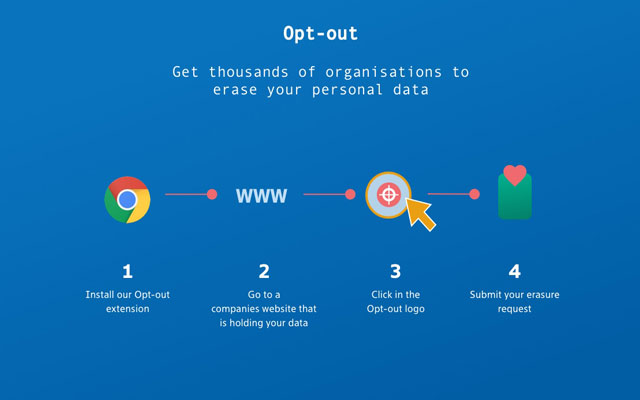 Opt-out
Get thousands of organisations to
erase your personal data
www
1
Install our Opt-out
extension
2
Go to a
companies website that
is holding your data
3
Click in the
Opt-out logo
4
Submit your erasure
request